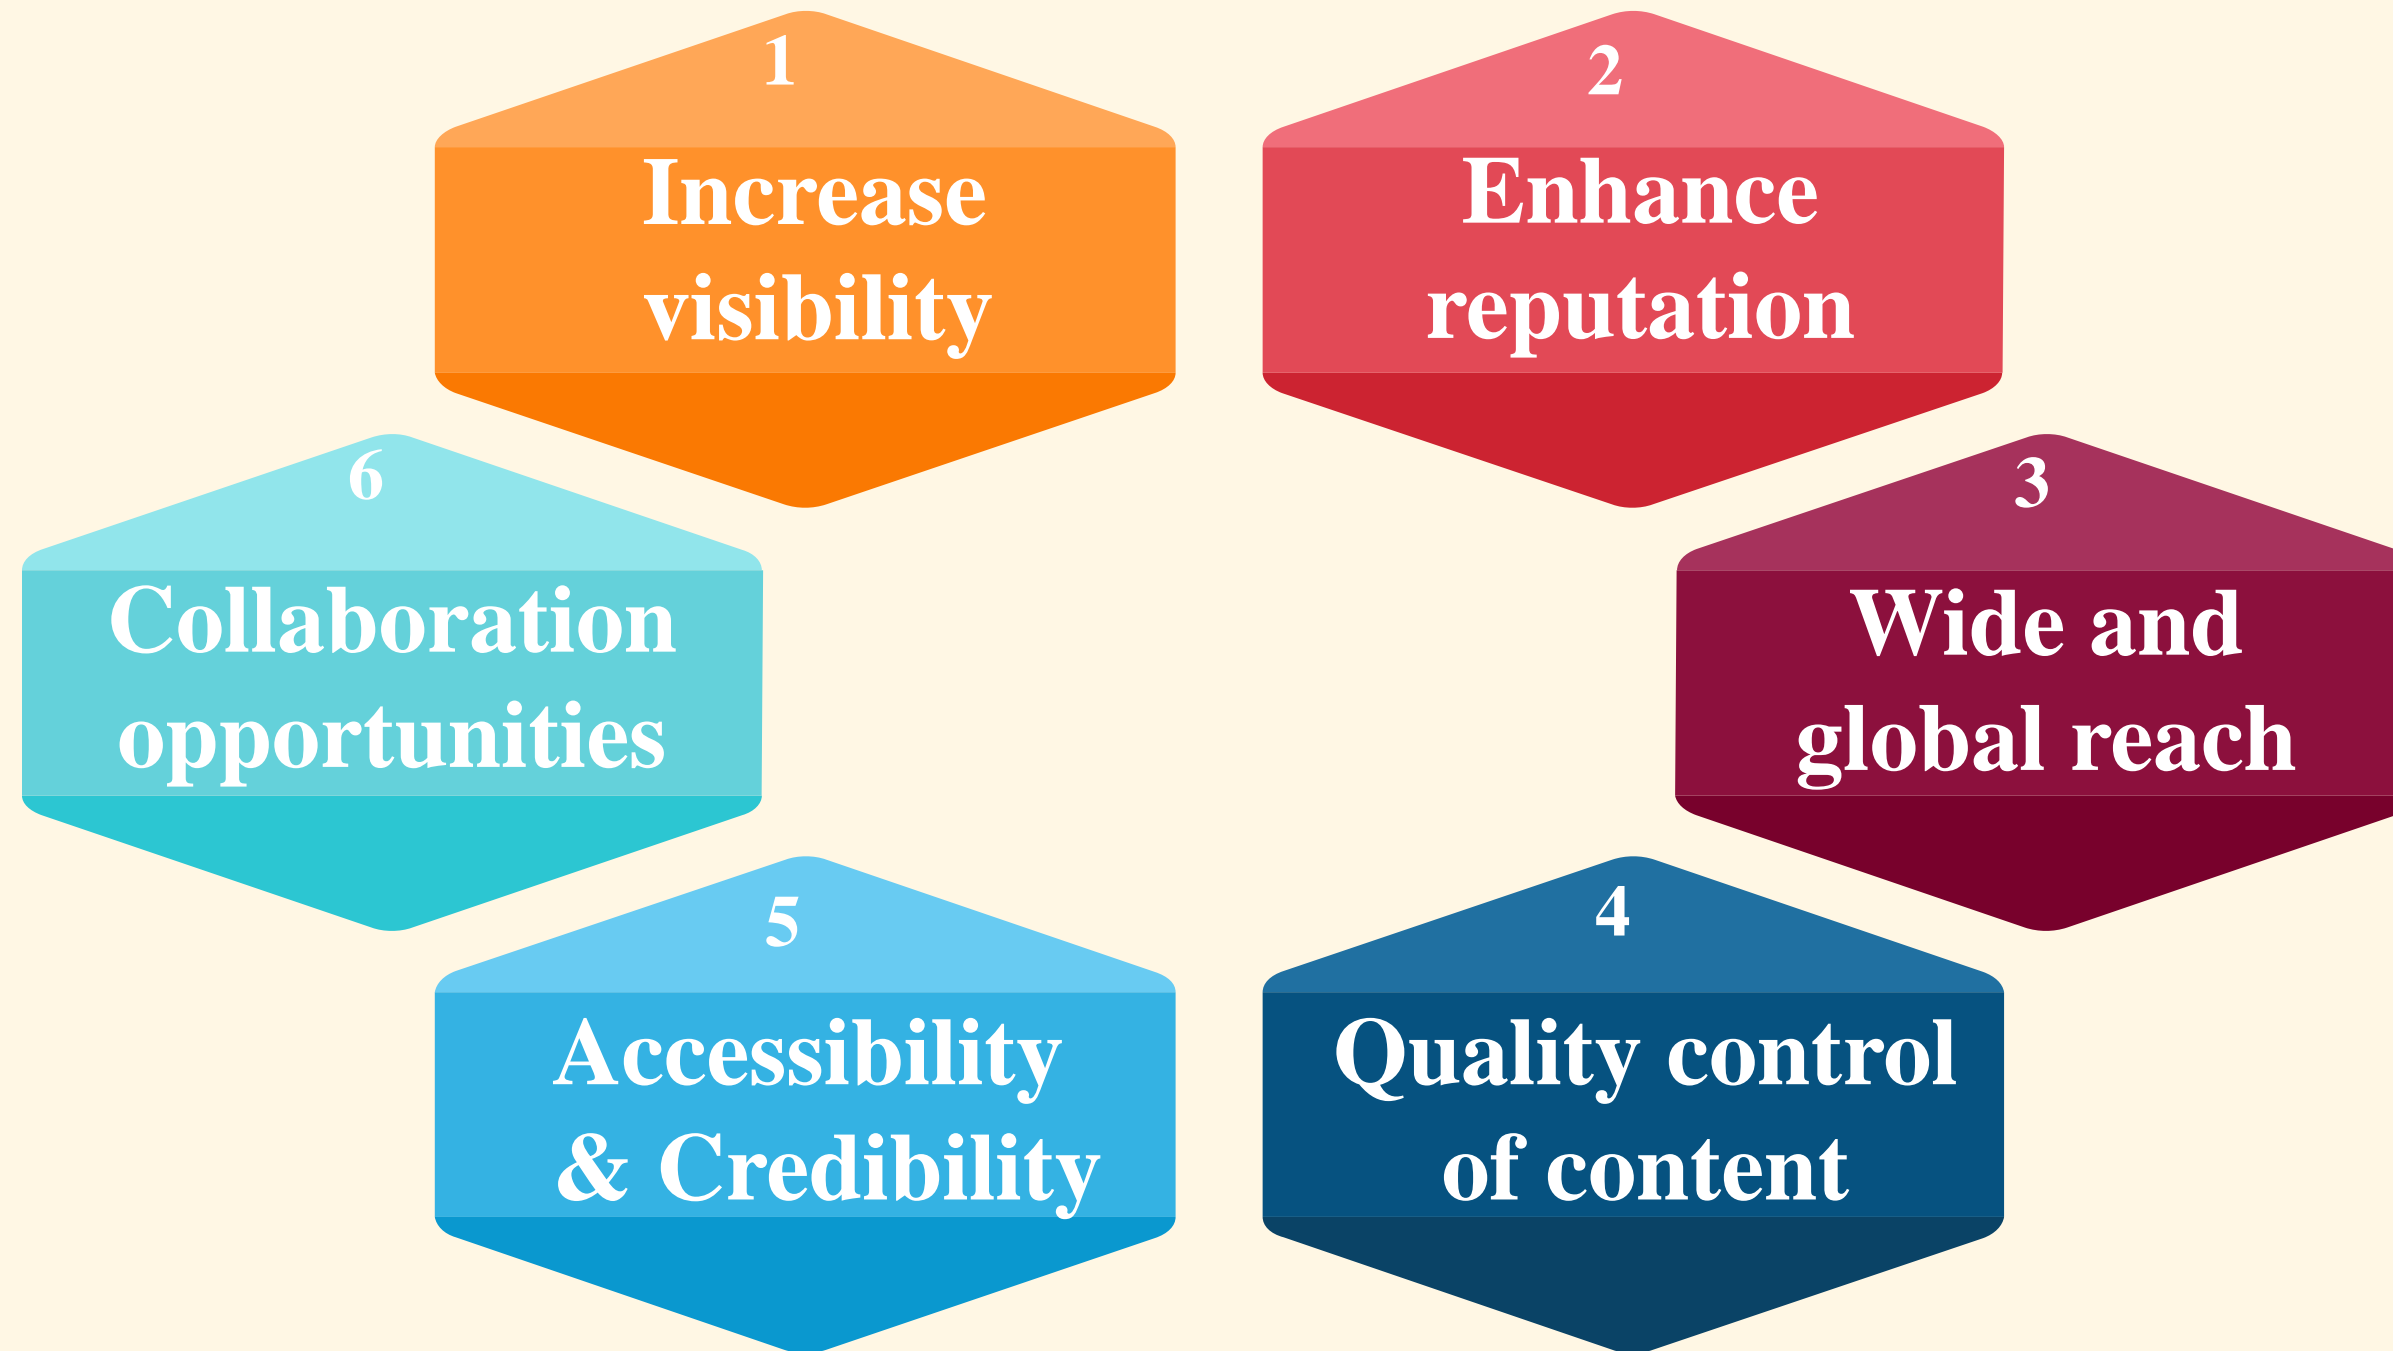 1
Increase
visibility
2
Enhance
reputation
3
Wide and
global reach
4
Quality control
of content
5
Accessibility
& Credibility
6
Collaboration
opportunities